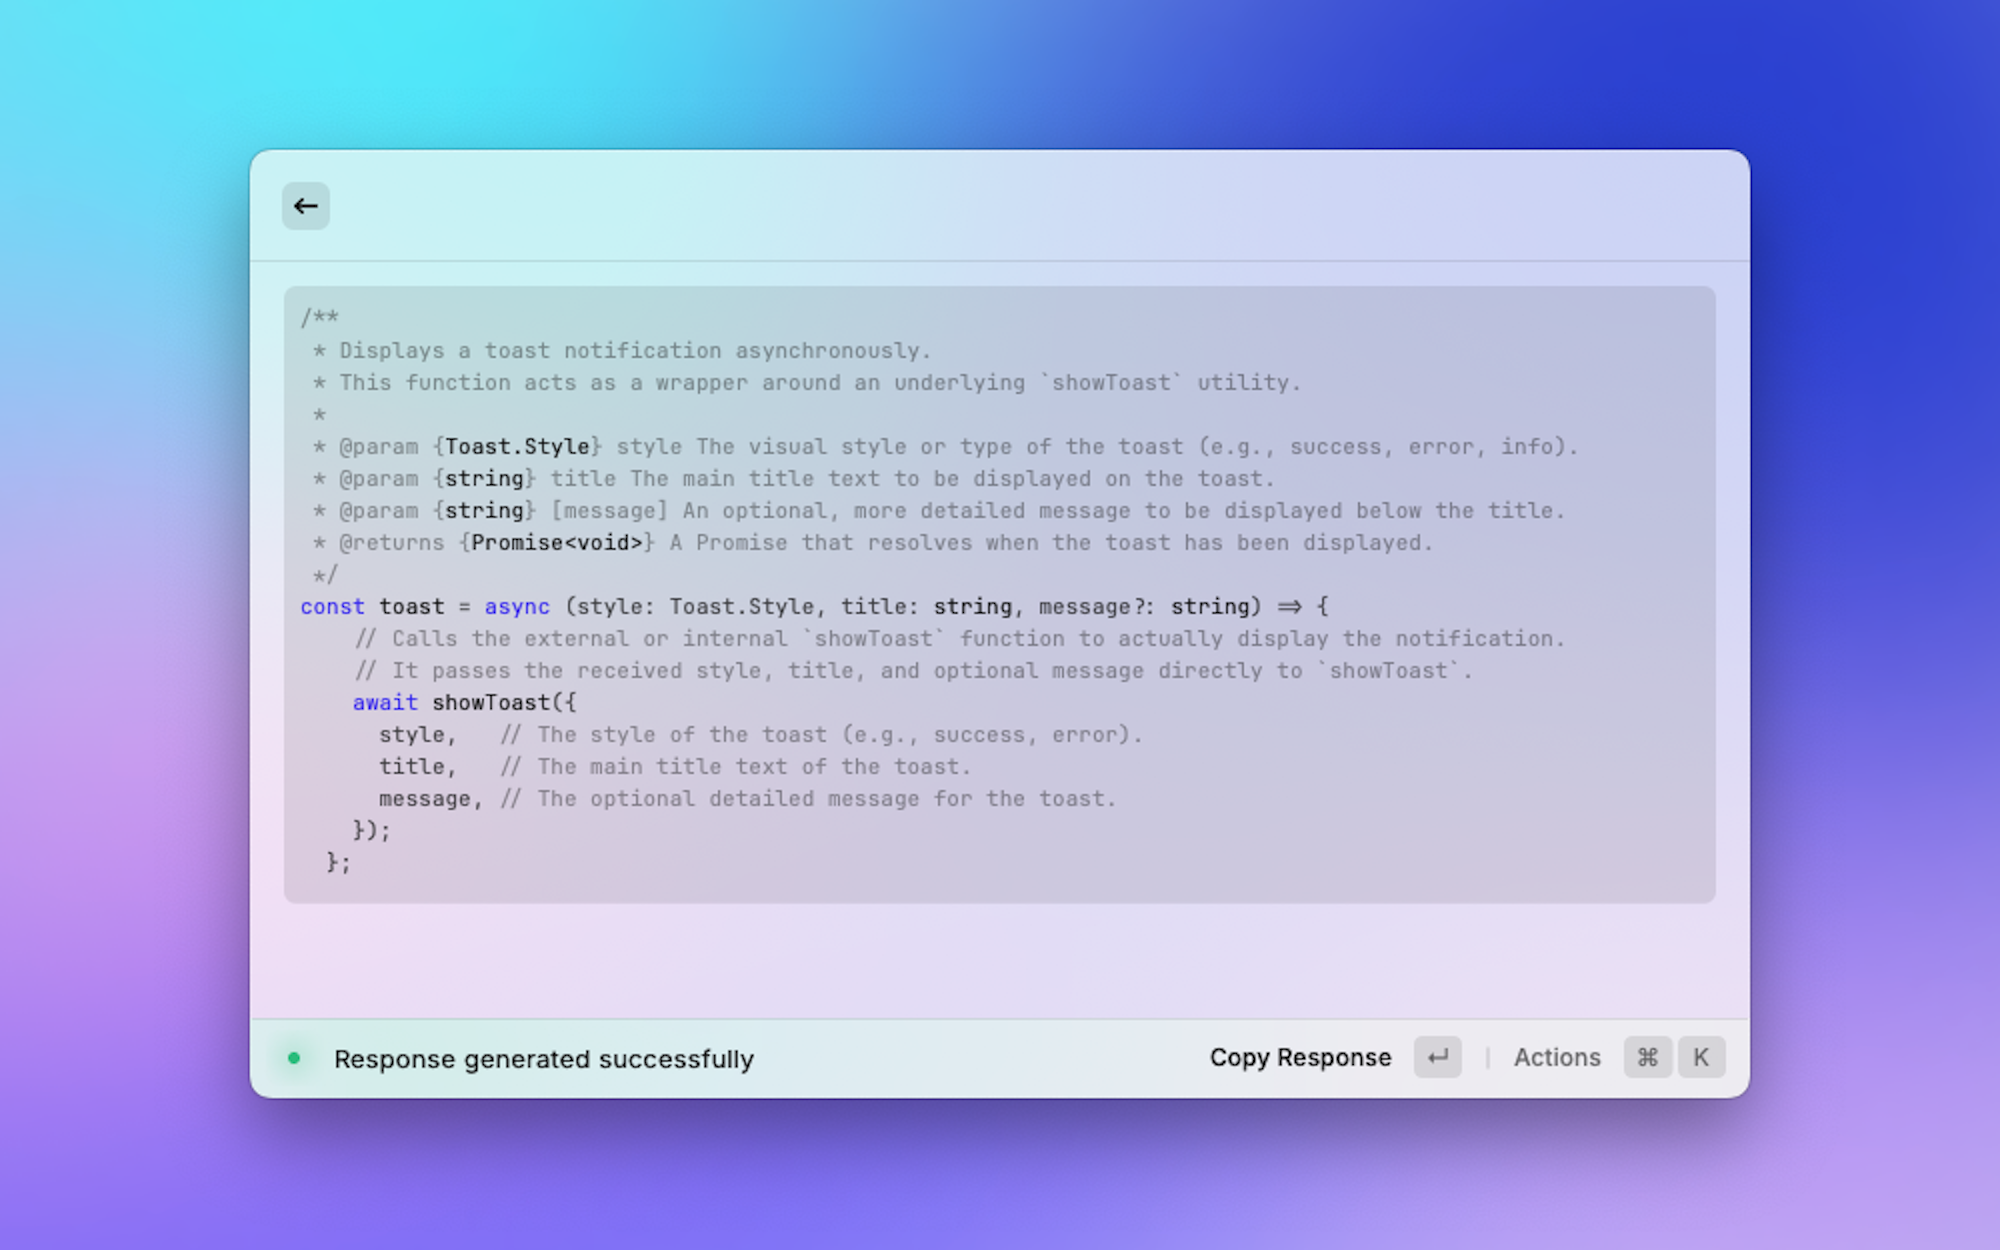 /**
 * Displays a toast notification asynchronously.
 * This function acts as a wrapper around an underlying `showToast` utility.
 *
 * @param {Toast.Style} style The visual style or type of the toast (e.g., success, error, info).
 * @param {string} title The main title text to be displayed on the toast.
 * @param {string} [message] An optional, more detailed message to be displayed below the title.
 * @returns {Promise<void>} A Promise that resolves when the toast has been displayed.
 */
const toast = async (style: Toast.Style, title: string, message?: string) => {
    // Calls the external or internal `showToast` function to actually display the notification.
    // It passes the received style, title, and optional message directly to `showToast`.
    await showToast({
      style,   // The style of the toast (e.g., success, error).
      title,   // The main title text of the toast.
      message, // The optional detailed message for the toast.
    });
  };
Response generated successfully Copy Response ↵ | Actions ⌘ K